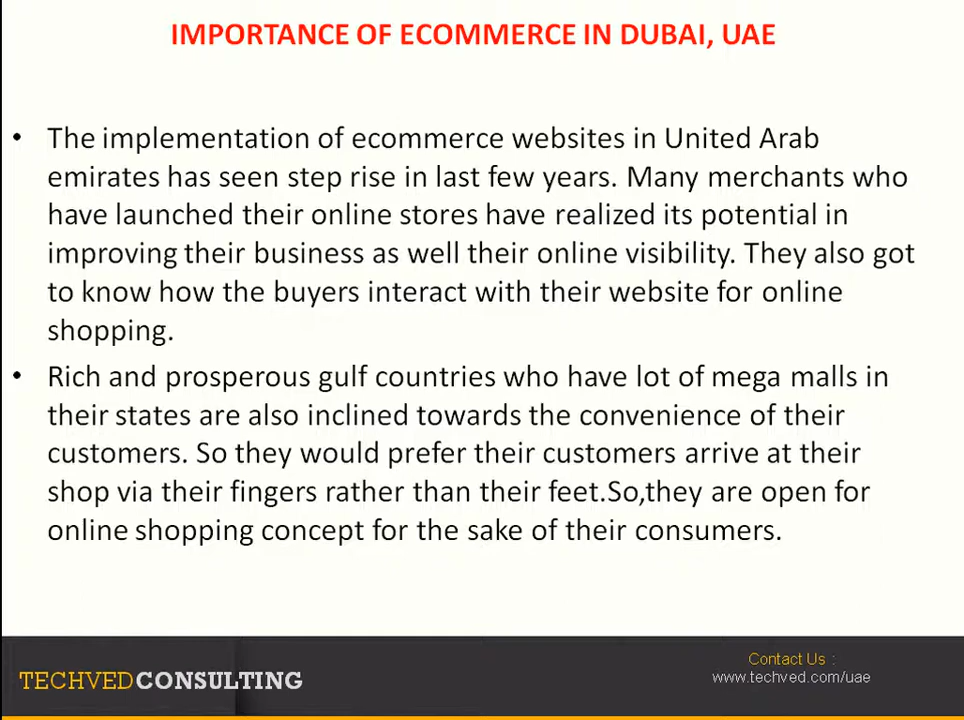 IMPORTANCE OF ECOMMERCE IN DUBAI, UAE
• The implementation of ecommerce websites in United Arab
emirates has seen step rise in last few years. Many merchants who
have launched their online stores have realized its potential in
improving their business as well their online visibility. They also got
to know how the buyers interact with their website for online
shopping.
• Rich and prosperous gulf countries who have lot of mega malls in
their states are also inclined towards the convenience of their
customers. So they would prefer their customers arrive at their
shop via their fingers rather than their feet.So,they are open for
online shopping concept for the sake of their consumers.
TECHVEDCONSULTING
Contact Us :
www.techved.com/uae